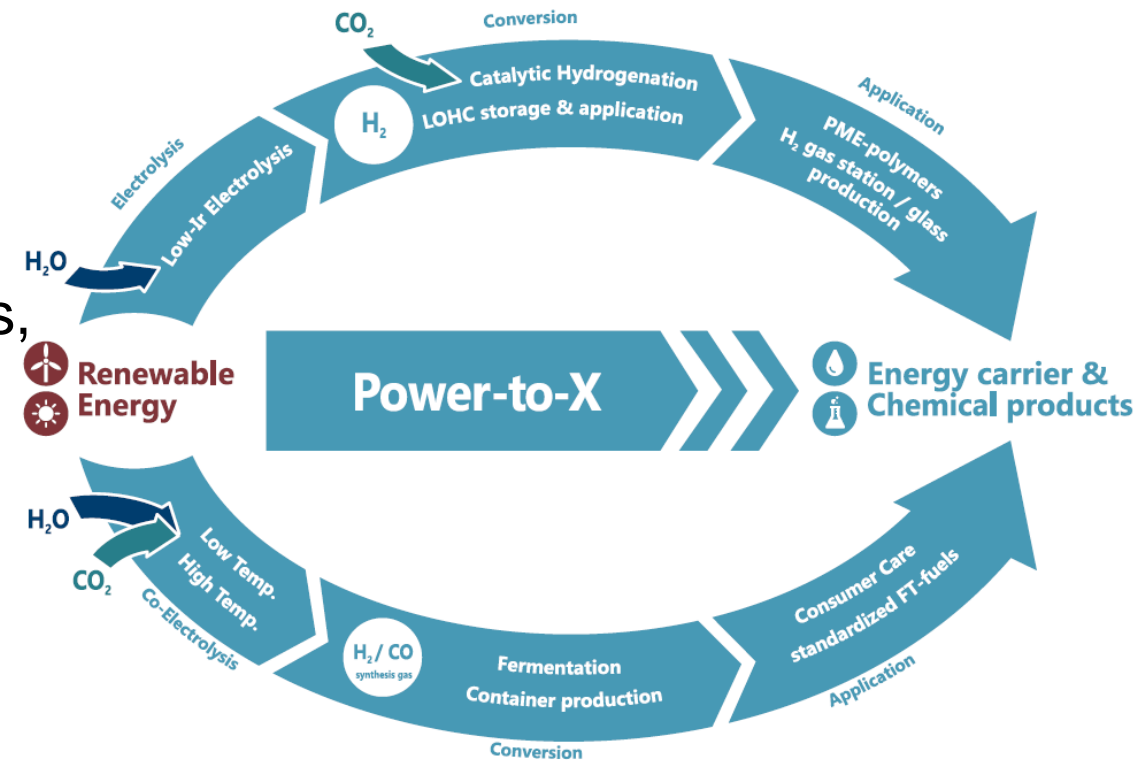 CO₂
Conversion
Catalytic Hydrogenation
H₂
LOHC storage & application
Application
PME-polymers
H₂ gas station / glass
production
Electrolysis
Low-Ir Electrolysis
H₂O
s,
Renewable
Energy
Power-to-X
Energy carrier &
Chemical products
H₂O
CO₂
Low Temp.
High Temp.
Co-Electrolysis
H₂/ CO
synthesis gas
Fermentation
Container production
Conversion
Consumer Care
standardized FT-fuels
Application